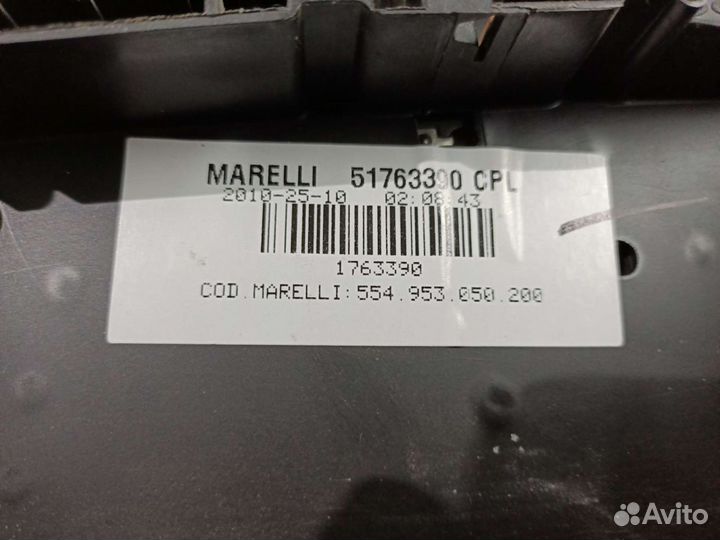 MARELLI 51763390 CPL
2010-25-10 02:08:43
1763390
COD.MARELLI:554.953.050.200
Avito